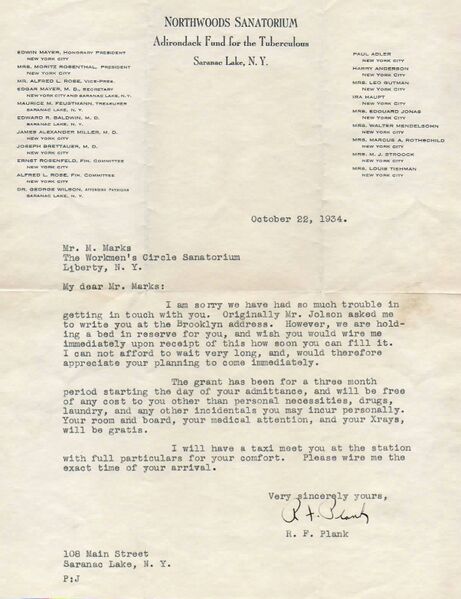 NORTHWOODS SANATORIUM
Adirondack Fund for the Tuberculous
Saranac Lake, N. Y.
EDWIN MAYER, HONORARY PRESIDENT
NEW YORK CITY
MRS. MORITZ ROSENTHAL, PRESIDENT
NEW YORK CITY
MR. ALFRED L. ROSE, VICE-PRES.
NEW YORK CITY
EDGAR MAYER, M. D., SECRETARY
NEW YORK CITY AND SARANAC LAKE, N. Y.
MAURICE M. FEUSTMANN, TREASURER
SARANAC LAKE, N. Y.
EDWARD R. BALDWIN, M. D.
SARANAC LAKE, N. Y.
JAMES ALEXANDER MILLER, M. D.
NEW YORK CITY
JOSEPH BRETTAUER, M. D.
NEW YORK CITY
ERNST ROSENFELD, FIN. COMMITTEE
NEW YORK CITY
ALFRED L. ROSE, FIN. COMMITTEE
NEW YORK CITY
DR. GEORGE WILSON, ATTENDING PHYSICIAN
SARANAC LAKE, N. Y.
PAUL ADLER
NEW YORK CITY
HARRY ANDERSON
NEW YORK CITY
MRS. LEO GUTMAN
NEW YORK CITY
IRA HAUPT
NEW YORK CITY
MRS. EDOUARD JONAS
NEW YORK CITY
MRS. WALTER MENDELSOHN
NEW YORK CITY
MRS. MARCUS A. ROTHSCHILD
NEW YORK CITY
MRS. M. J. STROOCK
NEW YORK CITY
MRS. LOUIS TISHMAN
NEW YORK CITY
October 22, 1934.
Mr. M. Marks
The Workmen's Circle Sanatorium
Liberty, N. Y.
My dear Mr. Marks:
I am sorry we have had so much trouble in
getting in touch with you. Originally Mr. Jolson asked me
to write you at the Brooklyn address. However, we are hold-
ing a bed in reserve for you, and wish you would wire me
immediately upon receipt of this how soon you can fill it.
I can not afford to wait very long, and, would therefore
appreciate your planning to come immediately.
The grant has been for a three month
period starting the day of your admittance, and will be free
of any cost to you other than personal necessities, drugs,
laundry, and any other incidentals you may incur personally.
Your room and board, your medical attention, and your Xrays,
will be gratis.
I will have a taxi meet you at the station
with full particulars for your comfort. Please wire me the
exact time of your arrival.
Very sincerely yours,
R. F. Plank
R. F. Plank
108 Main Street
Saranac Lake, N. Y.
P:J